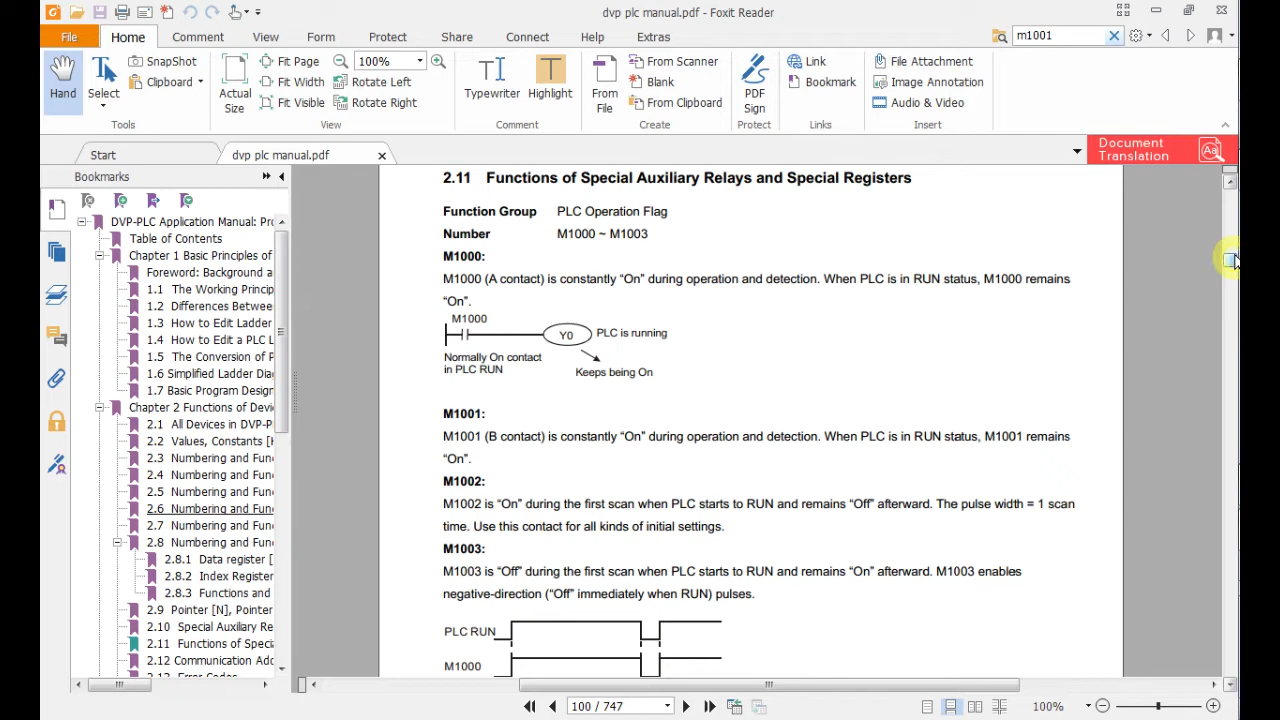 dvp plc manual.pdf - Foxit Reader
File
Home
Comment
View
Form
Protect
Share
Connect
Help
Extras
m1001
Hand
Select
SnapShot
Clipboard
Tools
Actual
Size
Fit Page
Fit Width
Fit Visible
100%
Rotate Left
Rotate Right
View
Typewriter
Highlight
Comment
From
File
From Scanner
Blank
From Clipboard
Create
PDF
Sign
Protect
Link
Bookmark
Links
File Attachment
Image Annotation
Audio & Video
Insert
Start
dvp plc manual.pdf
Document
Translation
Bookmarks
DVP-PLC Application Manual: Pro
Table of Contents
Chapter 1 Basic Principles of
Foreword: Background a
1.1 The Working Princip
1.2 Differences Betwee
1.3 How to Edit Ladder
1.4 How to Edit a PLC L
1.5 The Conversion of P
1.6 Simplified Ladder Dia
1.7 Basic Program Design
Chapter 2 Functions of Devi
2.1 All Devices in DVP-P
2.2 Values, Constants [K
2.3 Numbering and Fun
2.4 Numbering and Fun
2.5 Numbering and Fun
2.6 Numbering and Fun
2.7 Numbering and Fun
2.8 Numbering and Fun
2.8.1 Data register [
2.8.2 Index Register
2.8.3 Functions and
2.9 Pointer [N], Pointer
2.10 Special Auxiliary Re
2.11 Functions of Speci
2.12 Communication Add
2.13 Error Codes
2.11 Functions of Special Auxiliary Relays and Special Registers
Function Group PLC Operation Flag
Number M1000 ~ M1003
M1000:
M1000 (A contact) is constantly “On” during operation and detection. When PLC is in RUN status, M1000 remains
“On”.
M1000
Y0
PLC is running
Normally On contact
in PLC RUN
Keeps being On
M1001:
M1001 (B contact) is constantly “On” during operation and detection. When PLC is in RUN status, M1001 remains
“On”.
M1002:
M1002 is “On” during the first scan when PLC starts to RUN and remains “Off” afterward. The pulse width = 1 scan
time. Use this contact for all kinds of initial settings.
M1003:
M1003 is “Off” during the first scan when PLC starts to RUN and remains “On” afterward. M1003 enables
negative-direction (“Off” immediately when RUN) pulses.
PLC RUN
M1000
100 / 747
100%